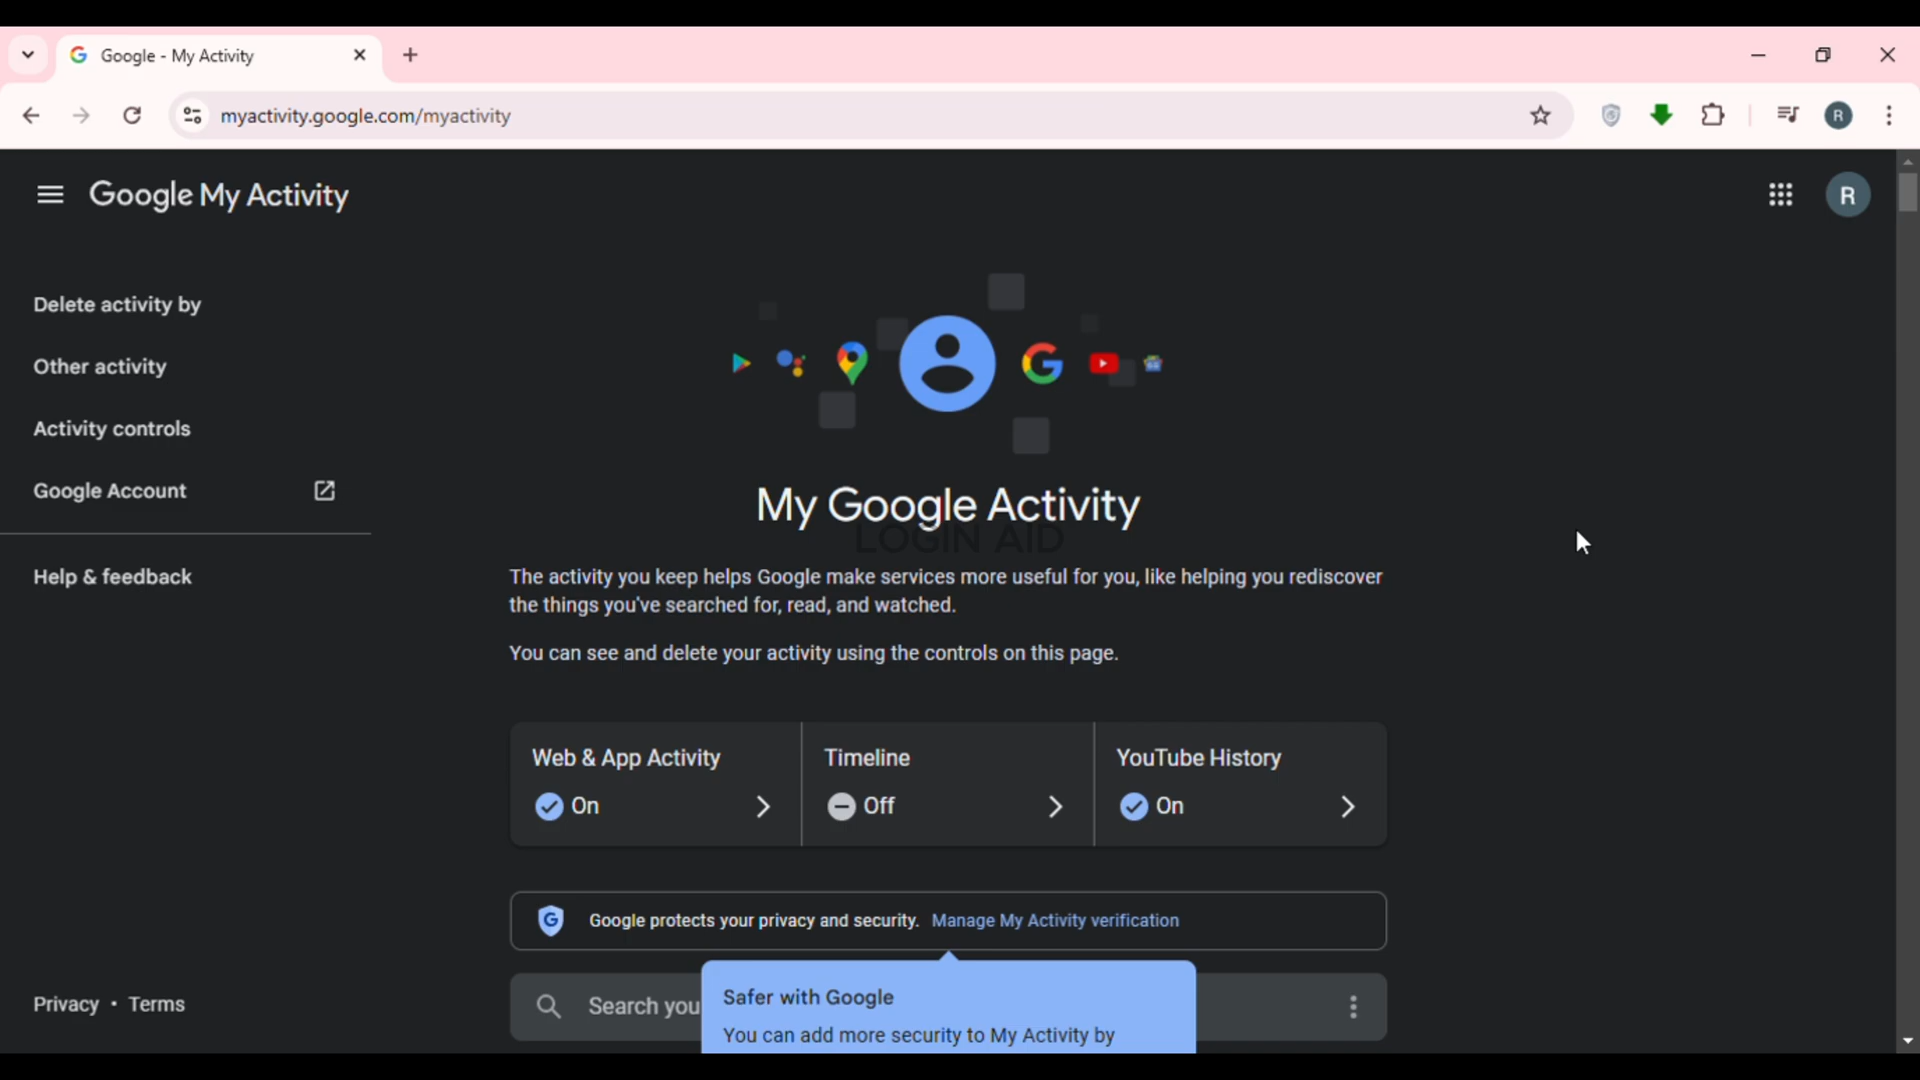 Google - My Activity
myactivity.google.com/myactivity
R
Google My Activity
R
Delete activity by
Other activity
Activity controls
Google Account
Help & feedback
Privacy • Terms
My Google Activity
LOGIN AID
The activity you keep helps Google make services more useful for you, like helping you rediscover
the things you've searched for, read, and watched.
You can see and delete your activity using the controls on this page.
Web & App Activity
On
Timeline
Off
YouTube History
On
Google protects your privacy and security. Manage My Activity verification
Search you
Safer with Google
You can add more security to My Activity by